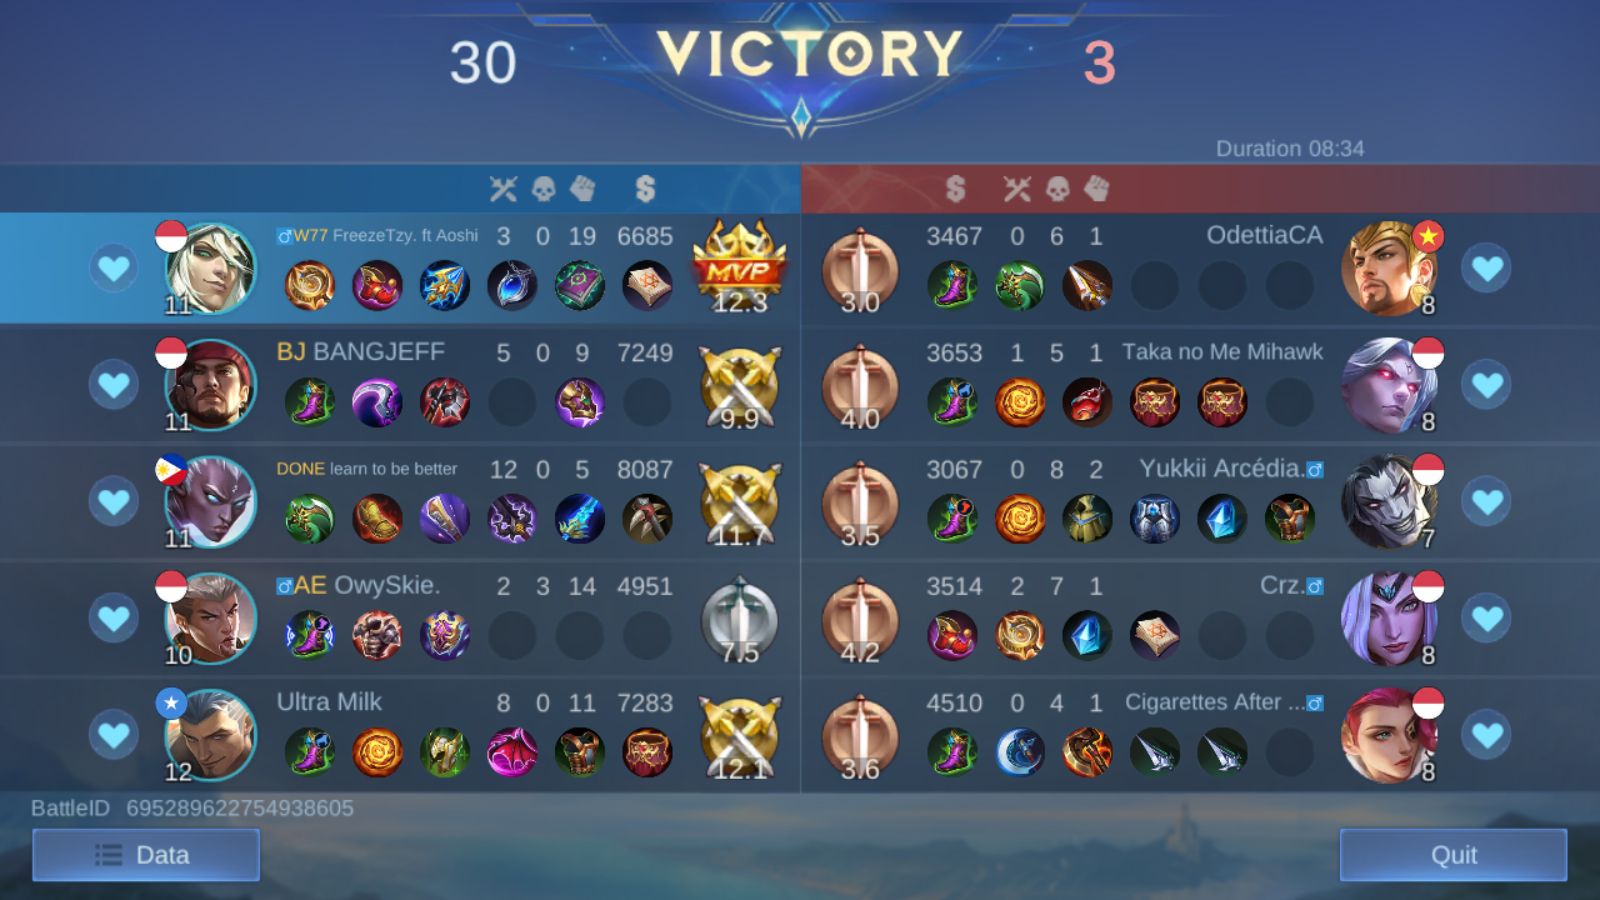 30 VICTORY 3
Duration 08:34
W77 FreezeTzy. ft Aoshi 3 0 19 6685
11
MVP
12.3
3467 0 6 1 OdettiaCA
3.0
8
BJ BANGJEFF 5 0 9 7249
11
9.9
3653 1 5 1 Taka no Me Mihawk
4.0
8
DONE learn to be better 12 0 5 8087
11
11.7
3067 0 8 2 Yukkii Arcédia.
3.5
7
AE OwySkie. 2 3 14 4951
10
7.5
3514 2 7 1 Crz.
4.2
8
Ultra Milk 8 0 11 7283
12
12.1
4510 0 4 1 Cigarettes After ...
3.6
8
BattleID 695289622754938605
Data
Quit